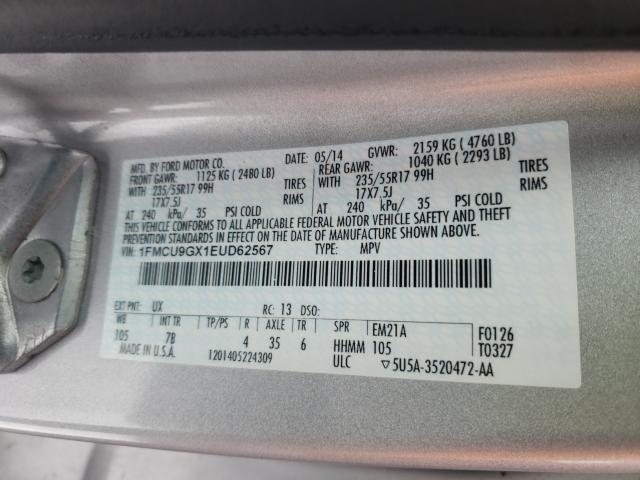 MFD. BY FORD MOTOR CO.
DATE: 05/14 GVWR: 2159 KG ( 4760 LB)
FRONT GAWR: 1125 KG ( 2480 LB) REAR GAWR: 1040 KG ( 2293 LB)
WITH 235/55R17 99H TIRES WITH 235/55R17 99H TIRES
17X7.5J RIMS 17X7.5J RIMS
AT 240 kPa/ 35 PSI COLD AT 240 kPa/ 35 PSI COLD
THIS VEHICLE CONFORMS TO ALL APPLICABLE FEDERAL MOTOR VEHICLE SAFETY AND THEFT
PREVENTION STANDARDS IN EFFECT ON THE DATE OF MANUFACTURE SHOWN ABOVE.
VIN: 1FMCU9GX1EUD62567 TYPE: MPV
EXT PNT: UX RC: 13 DSO:
WB INT TR TP/PS R AXLE TR SPR EM21A F0126
105 7B 4 35 6 HHMM 105 T0327
MADE IN U.S.A. 1201405224309 ULC ▽5U5A-3520472-AA